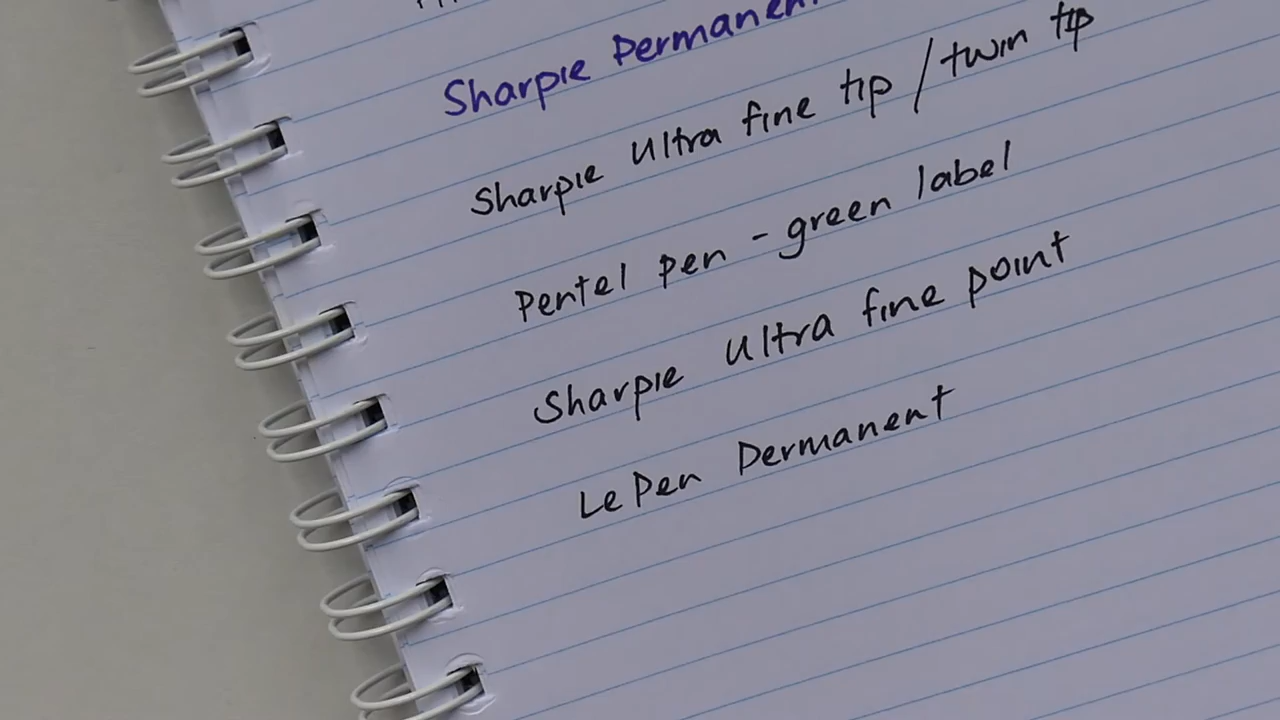 Sharpie Permanent
Sharpie ultra fine tip / twin tip
Pentel pen - green label
Sharpie ultra fine point
Le Pen Permanent